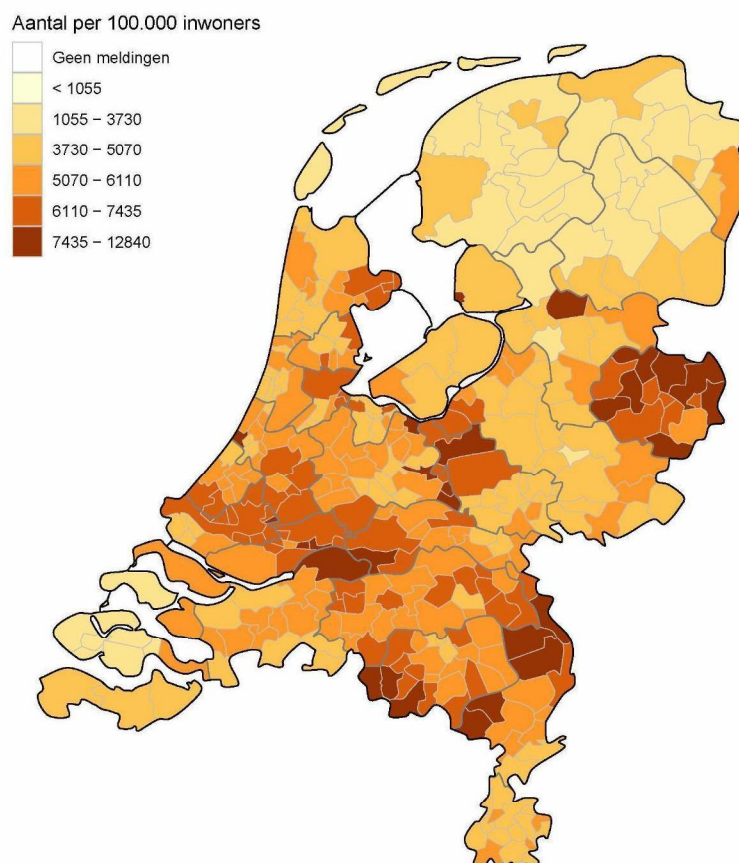 Aantal per 100.000 inwoners
Geen meldingen
< 1055
1055 – 3730
3730 – 5070
5070 – 6110
6110 – 7435
7435 – 12840